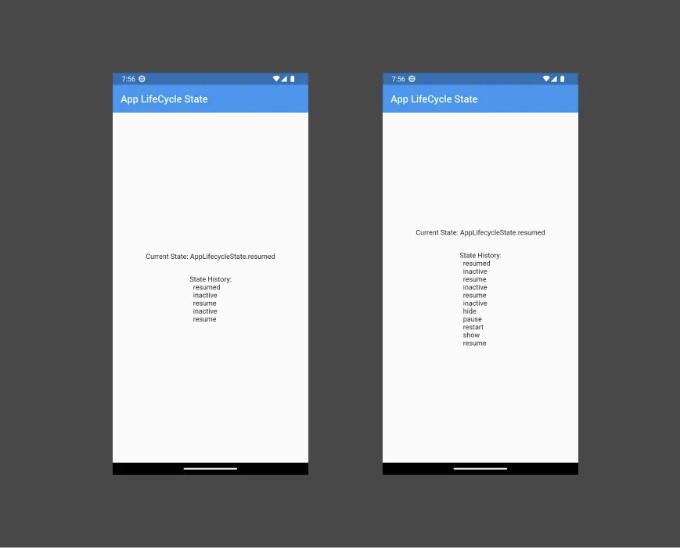 7:56
App LifeCycle State
Current State: AppLifecycleState.resumed
State History:
resumed
inactive
resume
inactive
resume
7:56
App LifeCycle State
Current State: AppLifecycleState.resumed
State History:
resumed
inactive
resume
inactive
resume
inactive
hide
pause
restart
show
resume